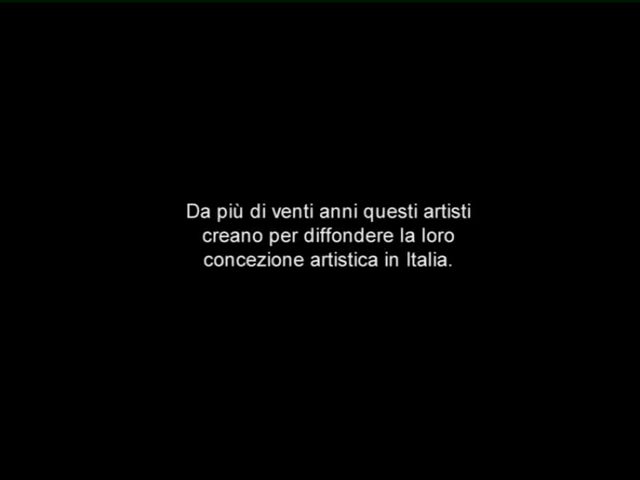 Da più di venti anni questi artisti
creano per diffondere la loro
concezione artistica in Italia.